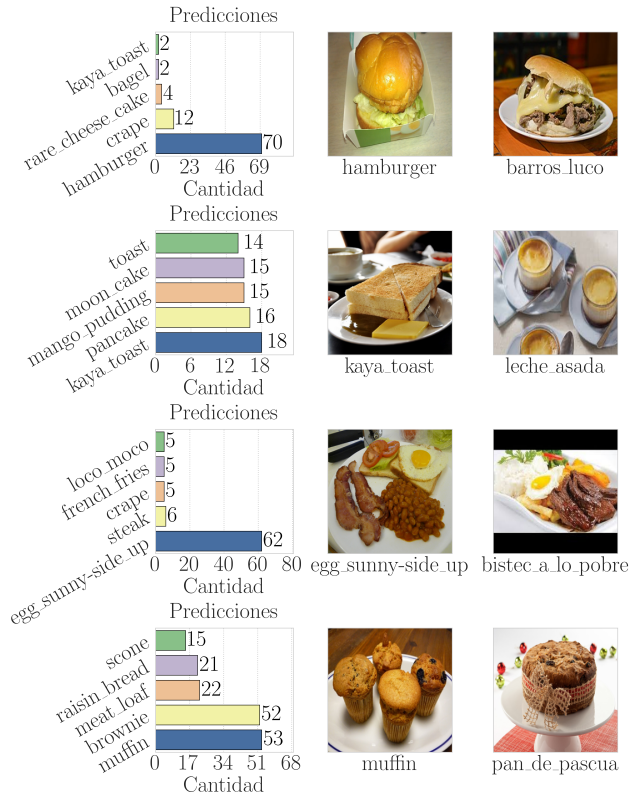 Predicciones
kaya_toast 2
bagel 2
rare_cheese_cake 4
crape 12
hamburger 70
0 23 46 69
Cantidad
hamburger
barros_luco
Predicciones
toast 14
moon_cake 15
mango_pudding 15
pancake 16
kaya_toast 18
0 6 12 18
Cantidad
kaya_toast
leche_asada
Predicciones
loco_moco 5
french_fries 5
crape 5
steak 6
egg_sunny-side_up 62
0 20 40 60 80
Cantidad
egg_sunny-side_up
bistec_a_lo_pobre
Predicciones
scone 15
raisin_bread 21
meat_loaf 22
brownie 52
muffin 53
0 17 34 51 68
Cantidad
muffin
pan_de_pascua